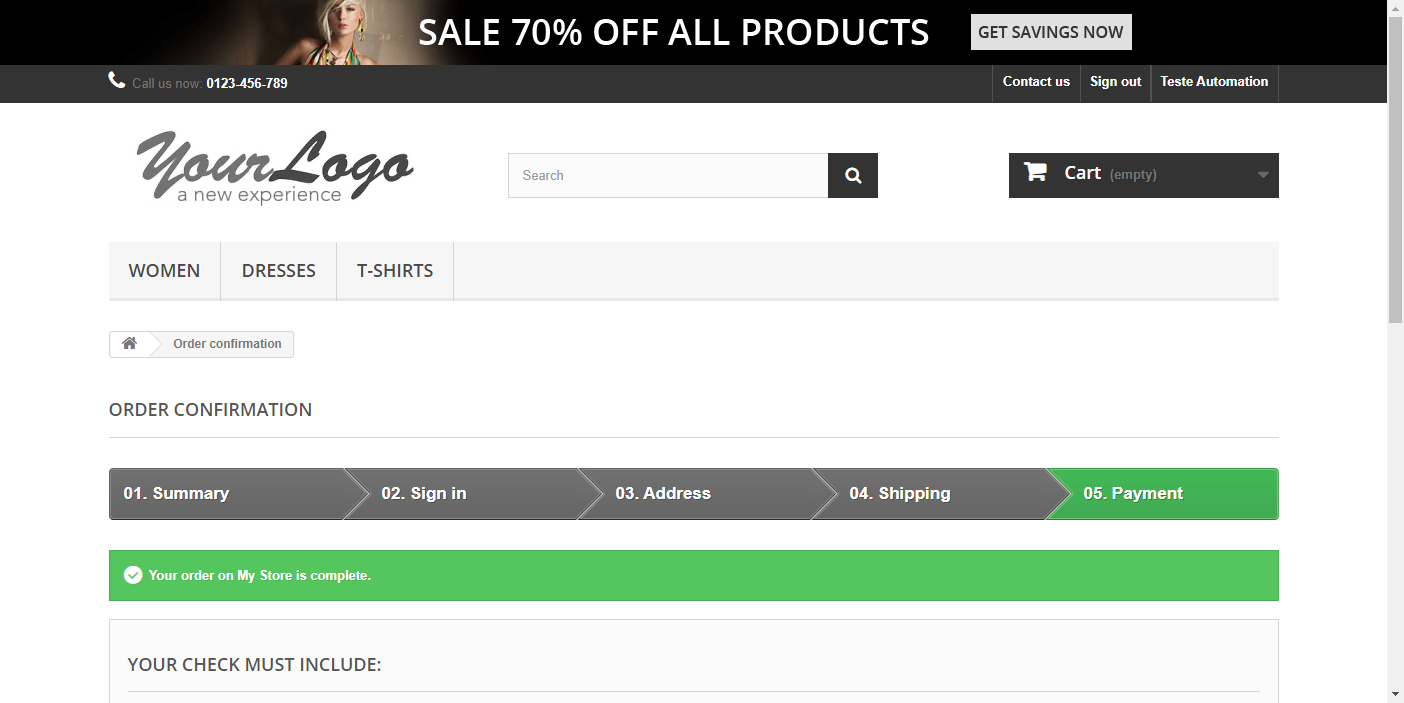 SALE 70% OFF ALL PRODUCTS GET SAVINGS NOW
Call us now: 0123-456-789 Contact us Sign out Teste Automation
Your Logo
a new experience
Search Cart (empty)
WOMEN DRESSES T-SHIRTS
Order confirmation
ORDER CONFIRMATION
01. Summary 02. Sign in 03. Address 04. Shipping 05. Payment
Your order on My Store is complete.
YOUR CHECK MUST INCLUDE: